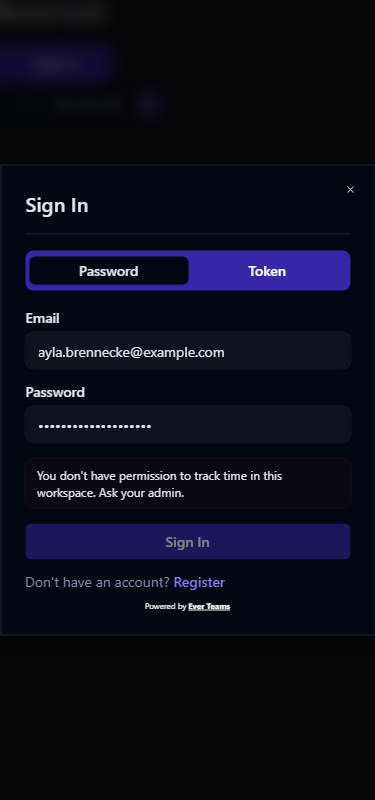 Sign In
×
Password
Token
Email
ayla.brennecke@example.com
Password
••••••••••••••••••••
You don't have permission to track time in this
workspace. Ask your admin.
Sign In
Don't have an account? Register
Powered by Ever Teams